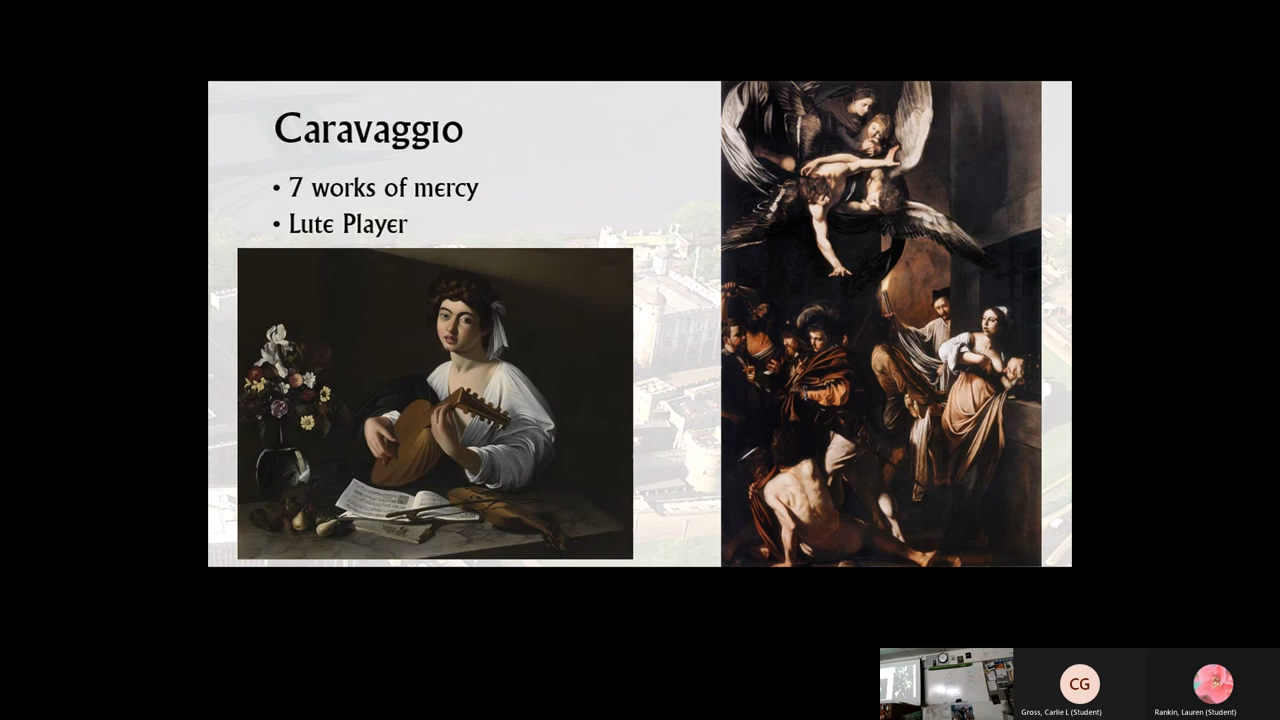 Caravaggio
• 7 works of mercy
• Lute Player
CG
Gross, Carlie L (Student)
Rankin, Lauren (Student)